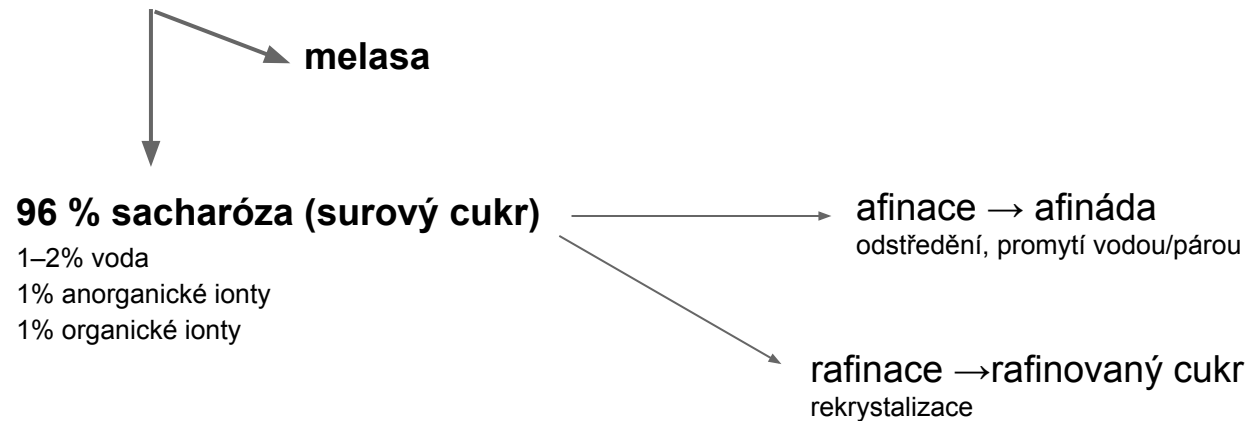 melasa
96 % sacharóza (surový cukr)
1–2% voda
1% anorganické ionty
1% organické ionty
afinace → afináda
odstředění, promytí vodou/párou
rafinace →rafinovaný cukr
rekrystalizace